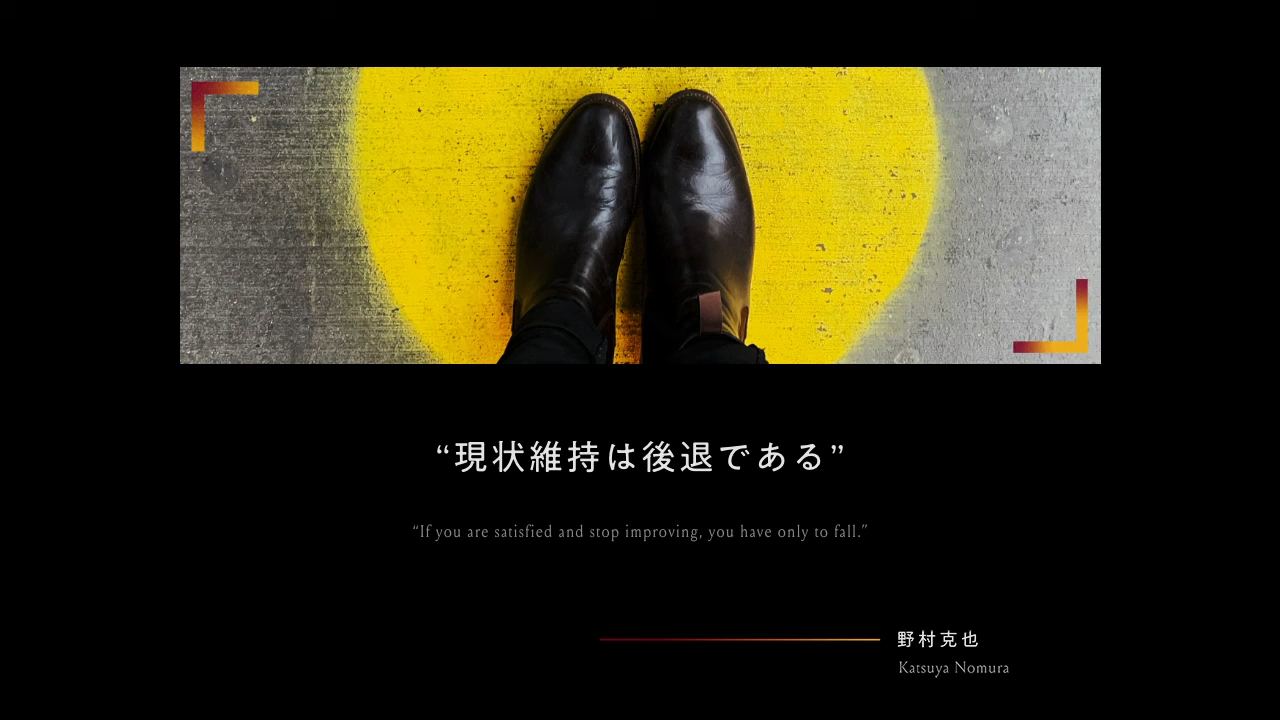 “現状維持は後退である”
“If you are satisfied and stop improving, you have only to fall.”
野村克也
Katsuya Nomura